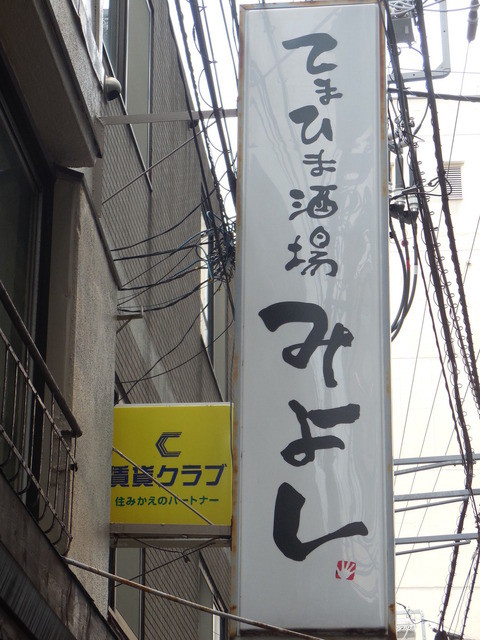 てまひま酒場
みよし
賃貸クラブ
住みかえのパートナー